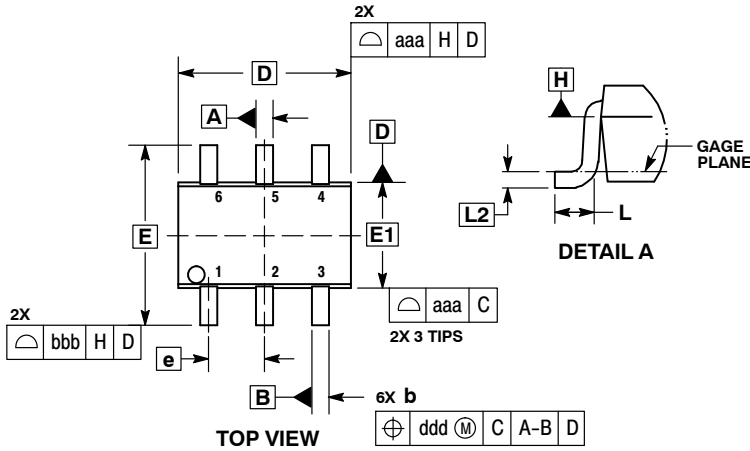 2X
⌓ aaa H D
D
A
D
H
GAGE
PLANE
6 5 4
E
E1
L2
L
DETAIL A
1 2 3
2X
⌓ bbb H D
⌓ aaa C
2X 3 TIPS
e
B
6X b
⌖ ddd Ⓜ C A-B D
TOP VIEW